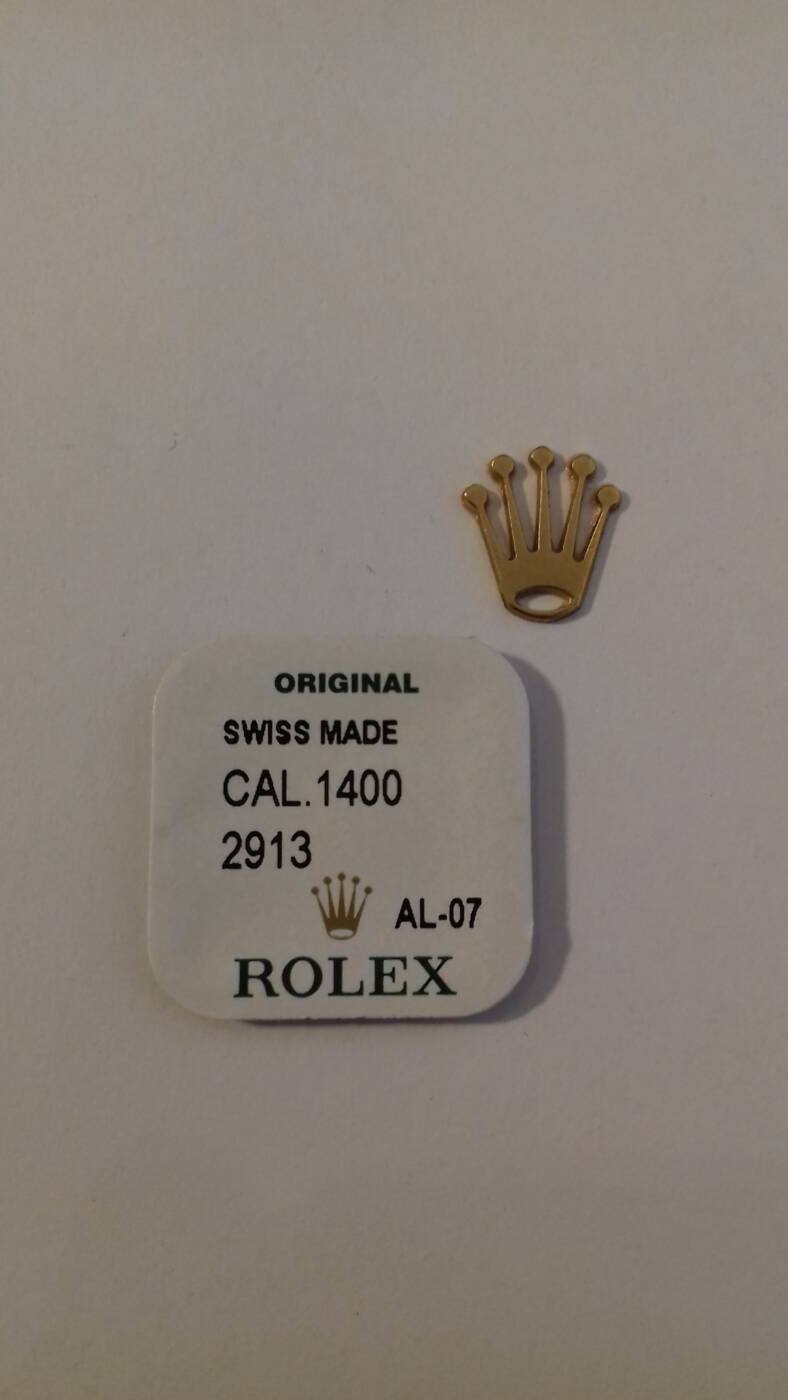 ORIGINAL
SWISS MADE
CAL.1400
2913
AL-07
ROLEX